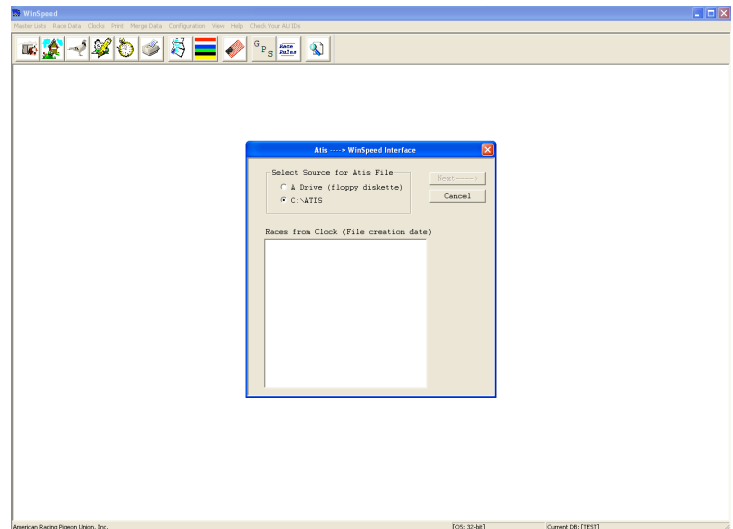 WinSpeed
Master Lists Race Data Clocks Print Merge Data Configuration View Help Check Your AU IDs
GPS Race Rules
Atis ----> WinSpeed Interface
Select Source for Atis File
A Drive (floppy diskette)
C:\ATIS
Next---->
Cancel
Races from Clock (File creation date)
American Racing Pigeon Union, Inc. [OS: 32-bit] Current DB: [TEST]